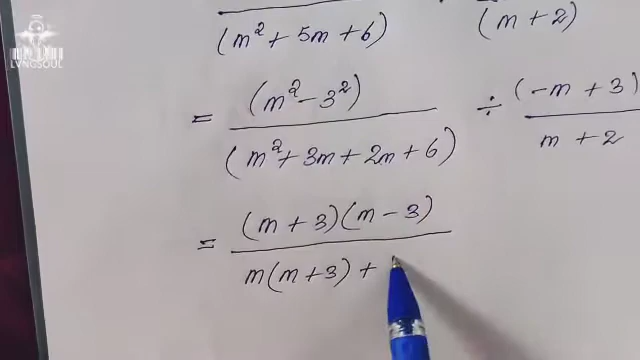 LVNGSOUL
(m² + 5m + 6) (m + 2)
= (m² - 3²) ÷ (-m + 3)
(m² + 3m + 2m + 6) m + 2
= (m + 3)(m - 3)
m(m + 3) +